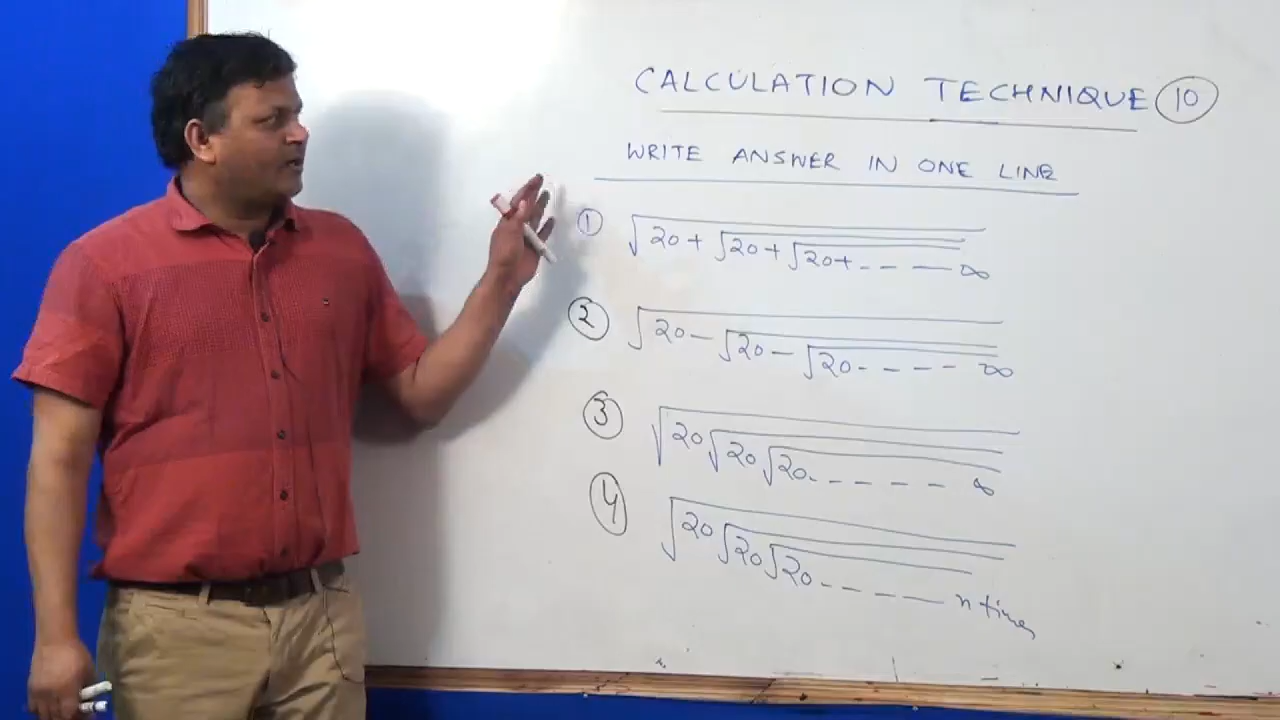 CALCULATION TECHNIQUE 10
WRITE ANSWER IN ONE LINE
1 √20+√20+√20+-- — ∞
2 √20-√20-√20---- ∞
3 √20√20√20.----- ∞
4 √20√20√20----— n times